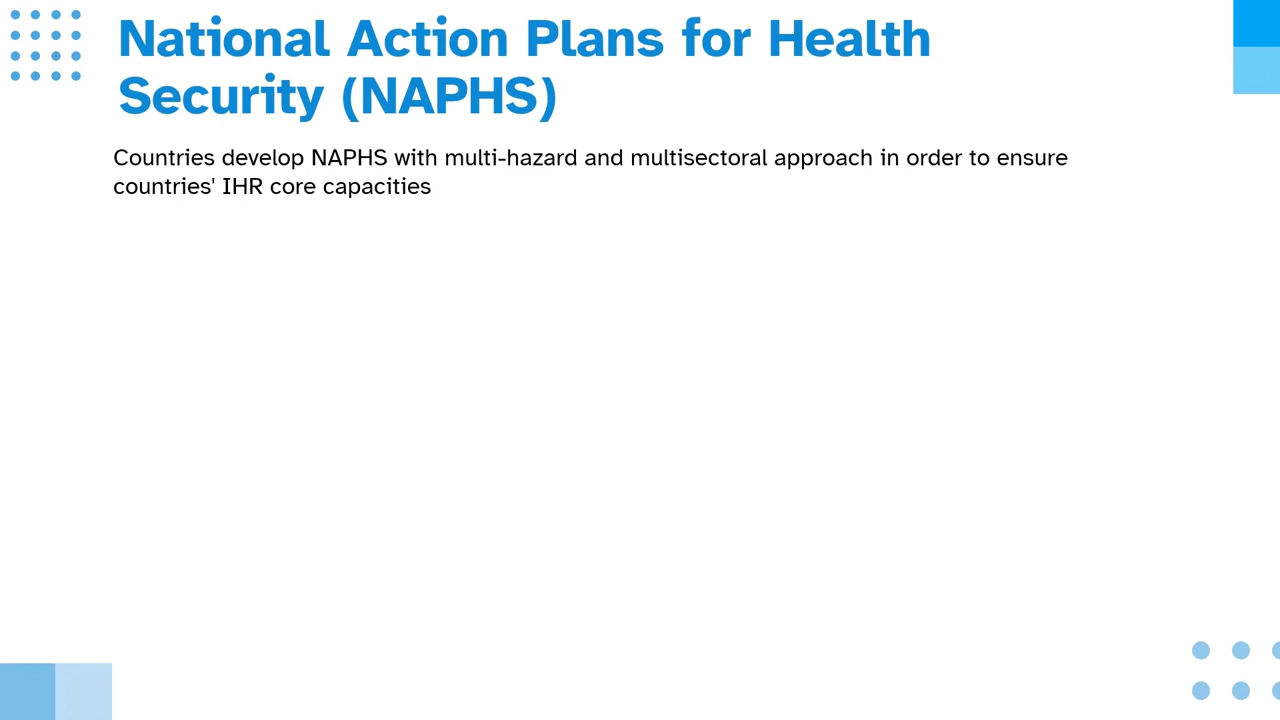 National Action Plans for Health
Security (NAPHS)
Countries develop NAPHS with multi-hazard and multisectoral approach in order to ensure
countries' IHR core capacities